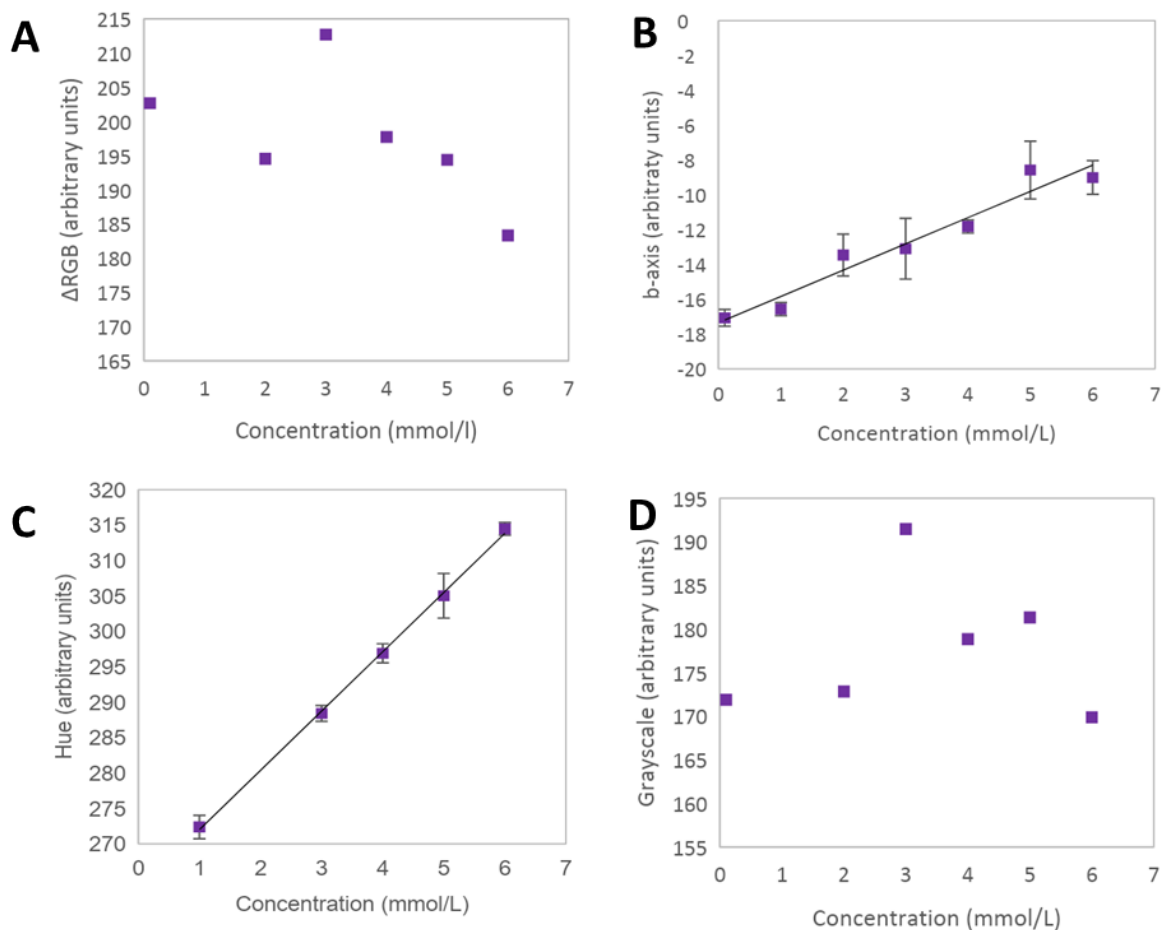 A
ΔRGB (arbitrary units)
215
210
205
200
195
190
185
180
175
170
165
0 1 2 3 4 5 6 7
Concentration (mmol/l)
B
b-axis (arbitraty units)
-0
-2
-4
-6
-8
-10
-12
-14
-16
-18
-20
0 1 2 3 4 5 6 7
Concentration (mmol/L)
C
Hue (arbitrary units)
320
315
310
305
300
295
290
285
280
275
270
0 1 2 3 4 5 6 7
Concentration (mmol/L)
D
Grayscale (arbitrary units)
195
190
185
180
175
170
165
160
155
0 1 2 3 4 5 6 7
Concentration (mmol/L)